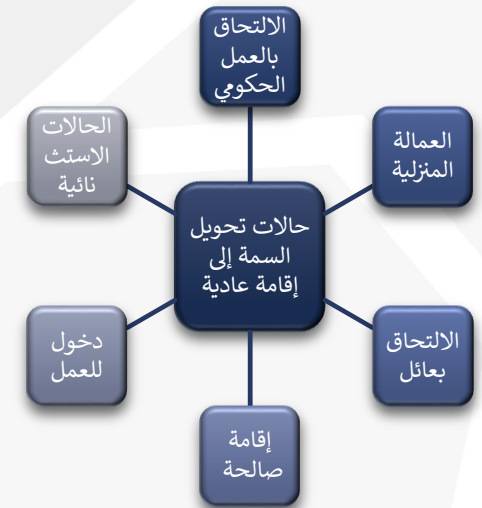 الالتحاق
بالعمل
الحكومي
العمالة
المنزلية
الالتحاق
بعائل
إقامة
صالحة
دخول
للعمل
الحالات
الاستث
نائية
حالات تحويل
السمة إلى
إقامة عادية